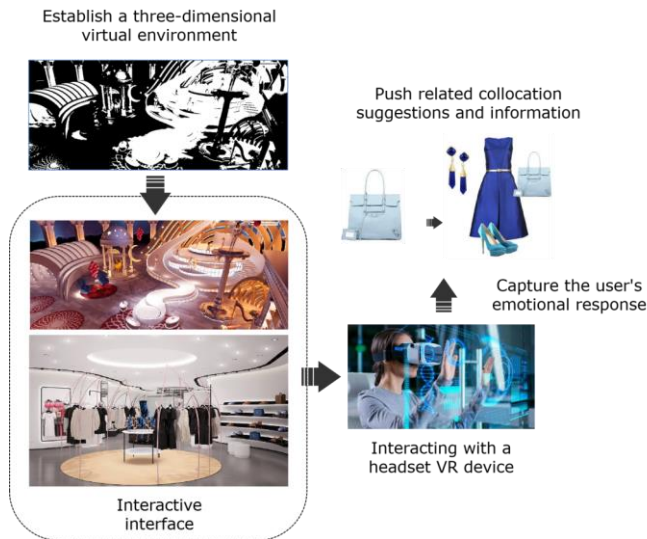 Establish a three-dimensional
virtual environment
Push related collocation
suggestions and information
Capture the user's
emotional response
Interacting with a
headset VR device
Interactive
interface